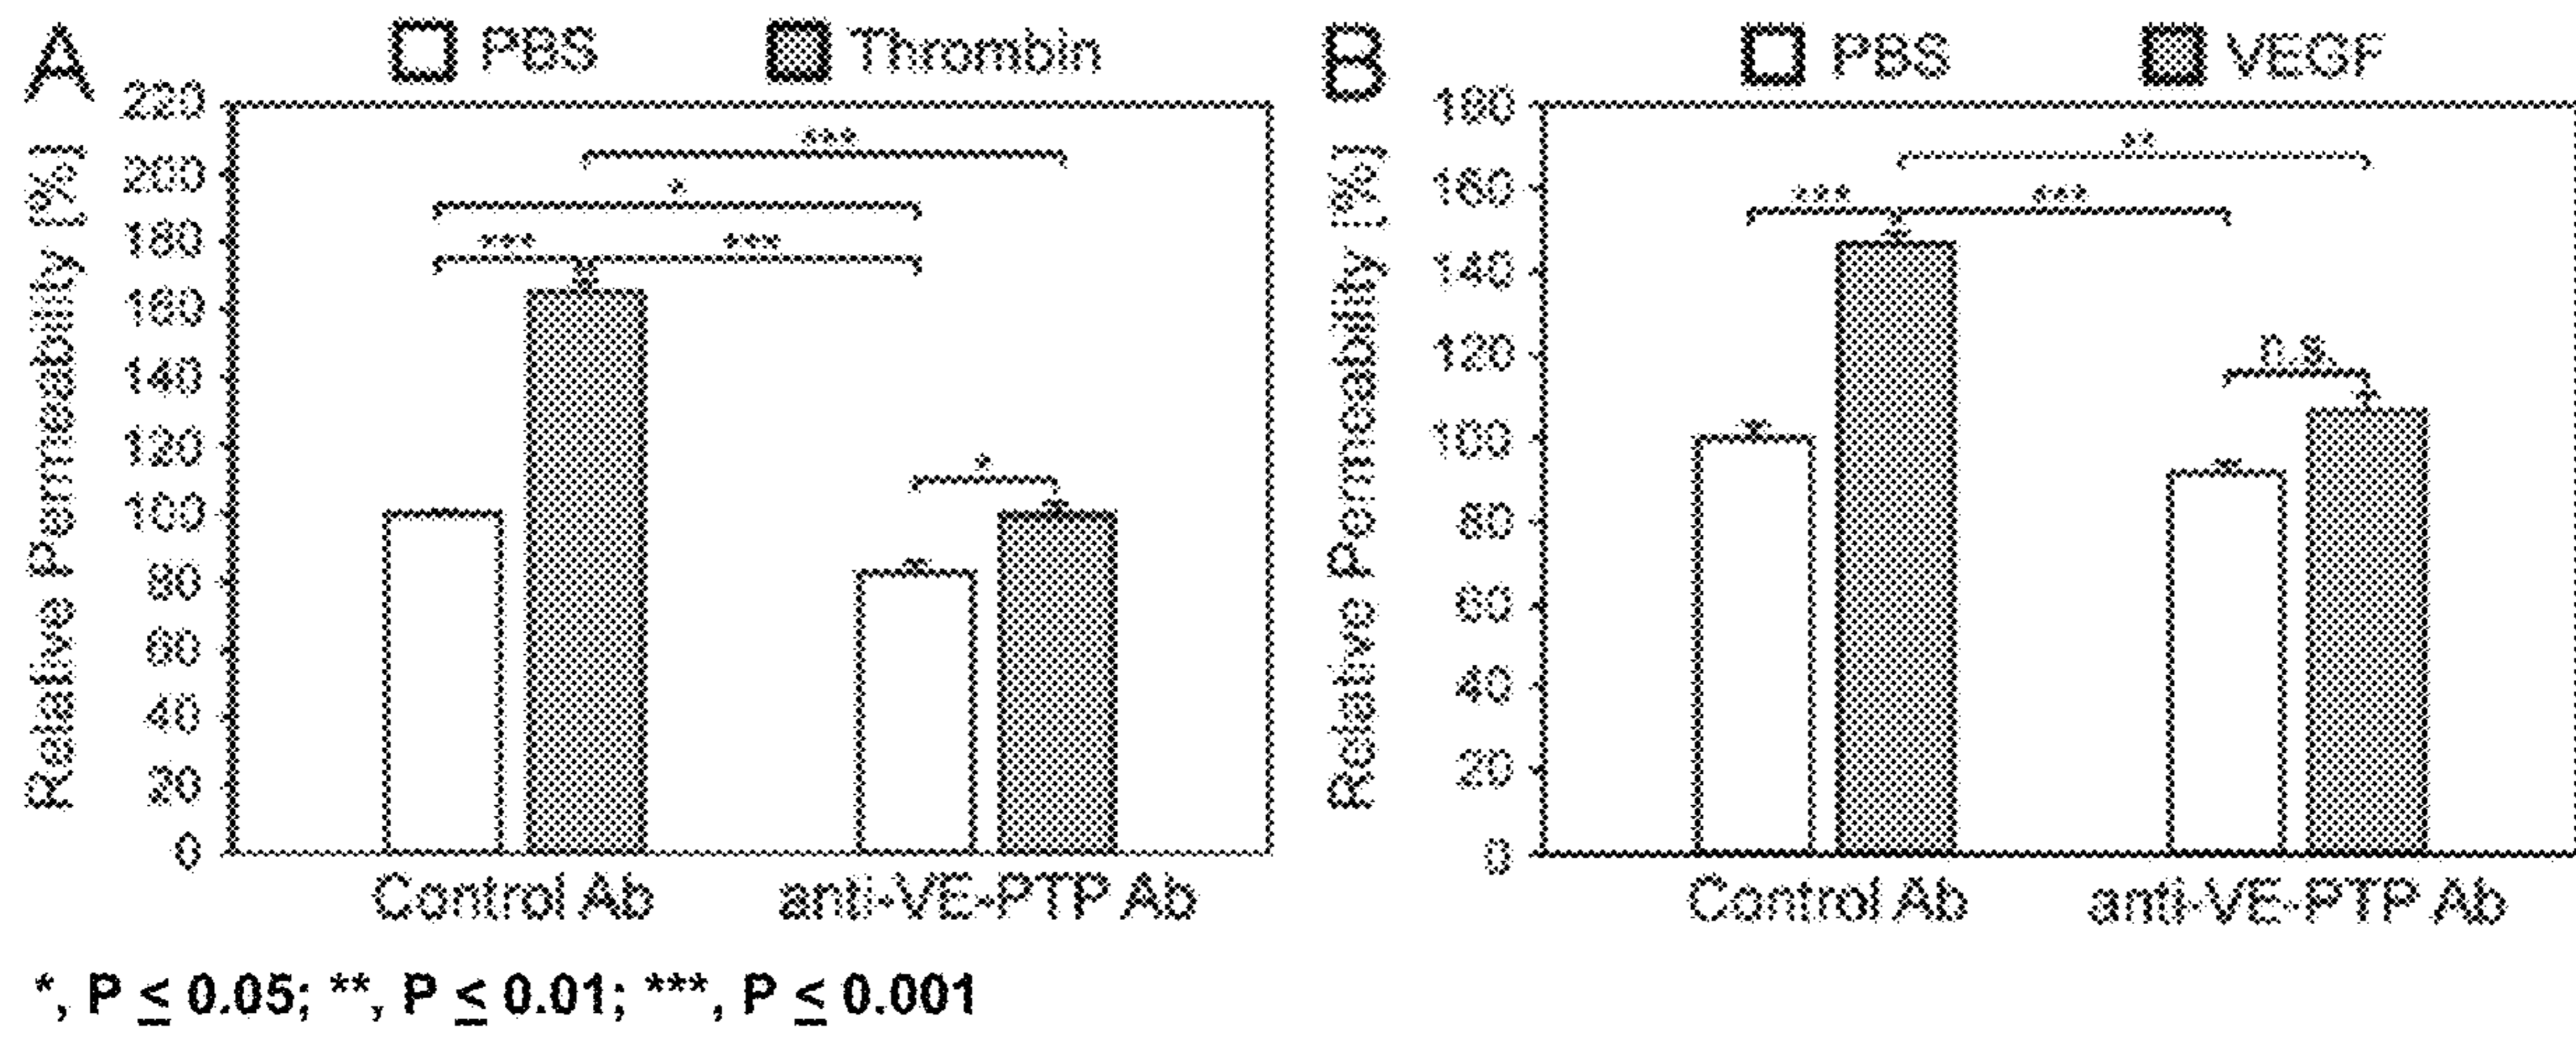 A
PBS
Thrombin
Relative Permeability [%]
220
200
180
160
140
120
100
80
60
40
20
0
***
*
***
***
*
Control Ab
anti-VE-PTP Ab
B
PBS
VEGF
Relative Permeability [%]
180
160
140
120
100
80
60
40
20
0
**
***
***
n.s.
Control Ab
anti-VE-PTP Ab
*, P ≤ 0.05; **, P ≤ 0.01; ***, P ≤ 0.001